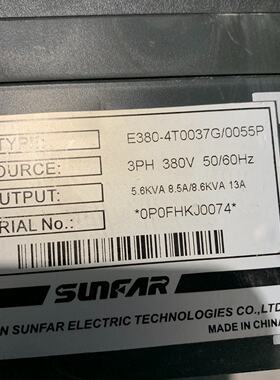 TYPE: E380-4T0037G/0055P
OURCE: 3PH 380V 50/60Hz
UTPUT: 5.6KVA 8.5A/8.6KVA 13A
RIAL No.: *0P0FHKJ0074*
SUNFAR
N SUNFAR ELECTRIC TECHNOLOGIES CO.,LTD
MADE IN CHINA